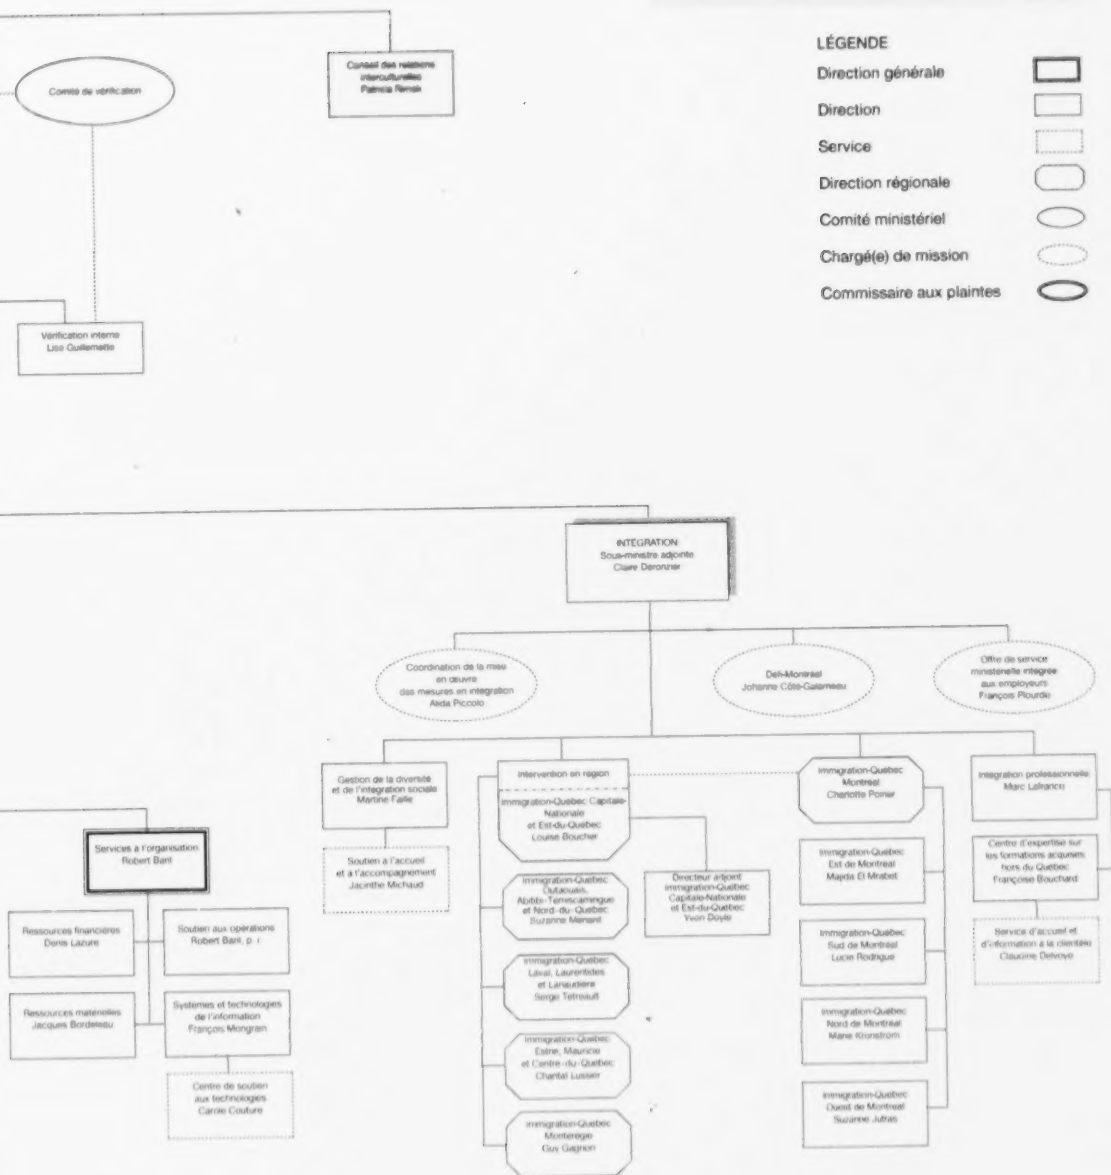 Comité de vérification
Conseil des relations
interculturelles
Patricia Rimok
LÉGENDE
Direction générale
Direction
Service
Direction régionale
Comité ministériel
Chargé(e) de mission
Commissaire aux plaintes
Vérification interne
Lise Guillemette
INTÉGRATION
Sous-ministre adjointe
Claire Deronzier
Coordination de la mise
en œuvre
des mesures en intégration
Alida Piccolo
Défi-Montréal
Johanne Côté-Galarneau
Offre de service
ministérielle intégrée
aux employeurs
François Plourde
Gestion de la diversité
et de l'intégration sociale
Martine Faille
Soutien à l'accueil
et à l'accompagnement
Jacinthe Michaud
Intervention en région
Immigration-Québec Capitale-
Nationale
et Est-du-Québec
Louise Boucher
Directeur adjoint
Immigration-Québec
Capitale-Nationale
et Est-du-Québec
Yvon Doyle
Immigration-Québec
Outaouais,
Abitibi-Témiscamingue
et Nord-du-Québec
Suzanne Ménard
Immigration-Québec
Laval, Laurentides
et Lanaudière
Serge Tétreault
Immigration-Québec
Estrie, Mauricie
et Centre-du-Québec
Chantal Lussier
Immigration-Québec
Montérégie
Guy Gagnon
Immigration-Québec
Montréal
Charlotte Poirier
Immigration-Québec
Est de Montréal
Majida El Mrabet
Immigration-Québec
Sud de Montréal
Lucie Rodrigue
Immigration-Québec
Nord de Montréal
Marie Kronstrom
Immigration-Québec
Ouest de Montréal
Suzanne Jutras
Intégration professionnelle
Marc Lafrance
Centre d'expertise sur
les formations acquises
hors du Québec
Françoise Bouchard
Service d'accueil et
d'information à la clientèle
Claudine Delvoye
Services à l'organisation
Robert Baril
Ressources financières
Denis Lazure
Soutien aux opérations
Robert Baril, p. i.
Ressources matérielles
Jacques Bordeleau
Systèmes et technologies
de l'information
François Mongrain
Centre de soutien
aux technologies
Carole Couture